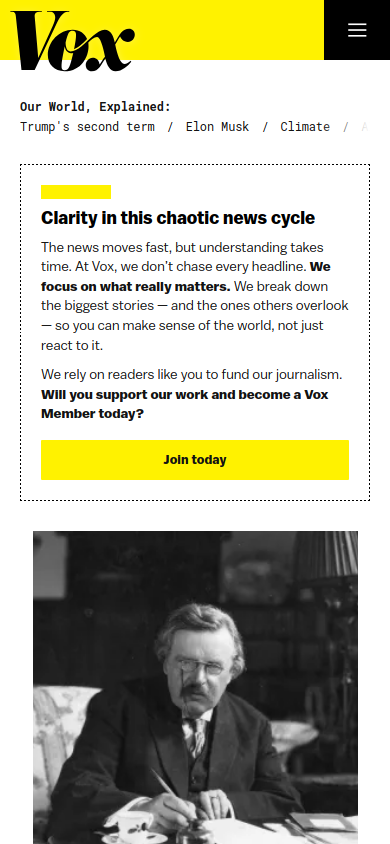 Vox
Our World, Explained:
Trump's second term / Elon Musk / Climate /
Clarity in this chaotic news cycle
The news moves fast, but understanding takes
time. At Vox, we don’t chase every headline. We
focus on what really matters. We break down
the biggest stories — and the ones others overlook
— so you can make sense of the world, not just
react to it.
We rely on readers like you to fund our journalism.
Will you support our work and become a Vox
Member today?
Join today